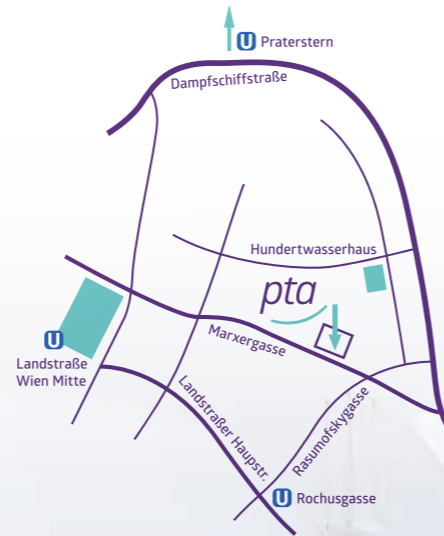 U Praterstern
Dampfschiffstraße
Hundertwasserhaus
pta
Marxergasse
U
Landstraße
Wien Mitte
Landstraßer Hauptstr.
Rasumofskygasse
U Rochusgasse